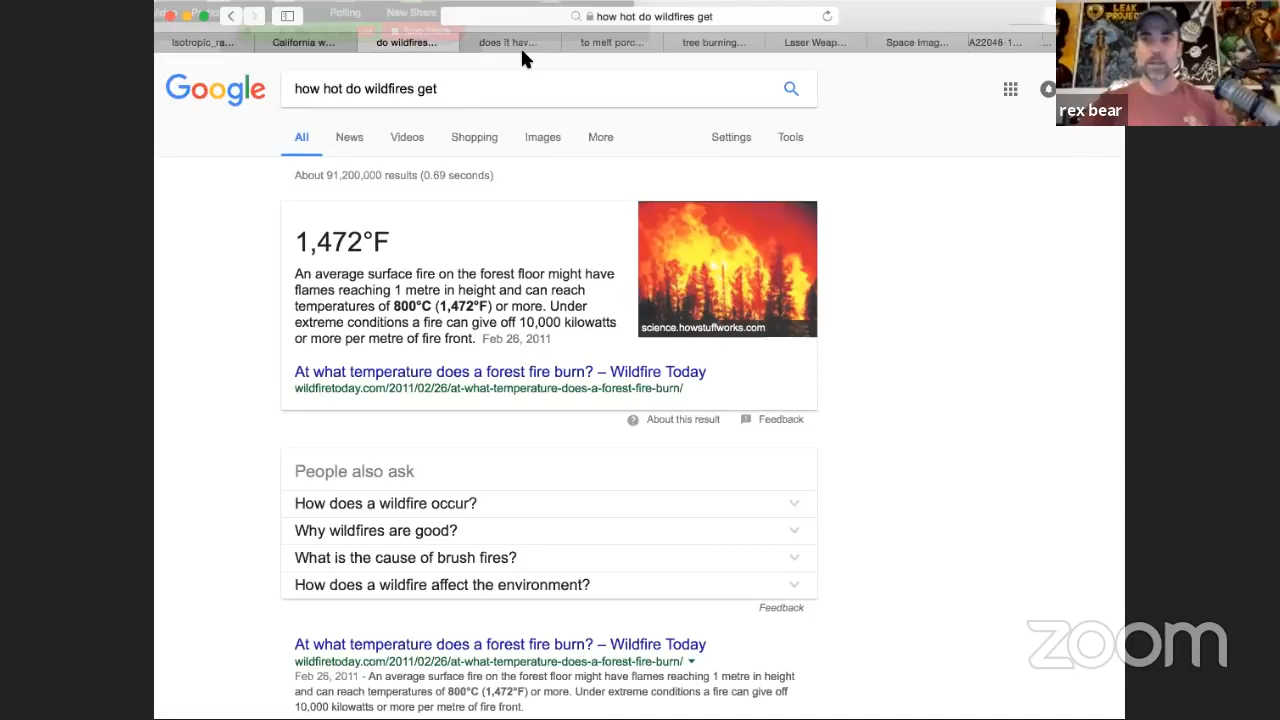 Polling New Share
how hot do wildfires get
Isotropic_ra... California w... do wildfires... does it hav... to melt porc... tree burning... Laser Weap... Space Imag... A22048-1... ...
LEAK PROJECT
Google how hot do wildfires get
rex bear
All News Videos Shopping Images More Settings Tools
About 91,200,000 results (0.69 seconds)
1,472°F
An average surface fire on the forest floor might have
flames reaching 1 metre in height and can reach
temperatures of 800°C (1,472°F) or more. Under
extreme conditions a fire can give off 10,000 kilowatts
or more per metre of fire front. Feb 26, 2011
science.howstuffworks.com
At what temperature does a forest fire burn? – Wildfire Today
wildfiretoday.com/2011/02/26/at-what-temperature-does-a-forest-fire-burn/
About this result Feedback
People also ask
How does a wildfire occur?
Why wildfires are good?
What is the cause of brush fires?
How does a wildfire affect the environment?
Feedback
At what temperature does a forest fire burn? – Wildfire Today
wildfiretoday.com/2011/02/26/at-what-temperature-does-a-forest-fire-burn/
Feb 26, 2011 - An average surface fire on the forest floor might have flames reaching 1 metre in height
and can reach temperatures of 800°C (1,472°F) or more. Under extreme conditions a fire can give off
10,000 kilowatts or more per metre of fire front.
zoom